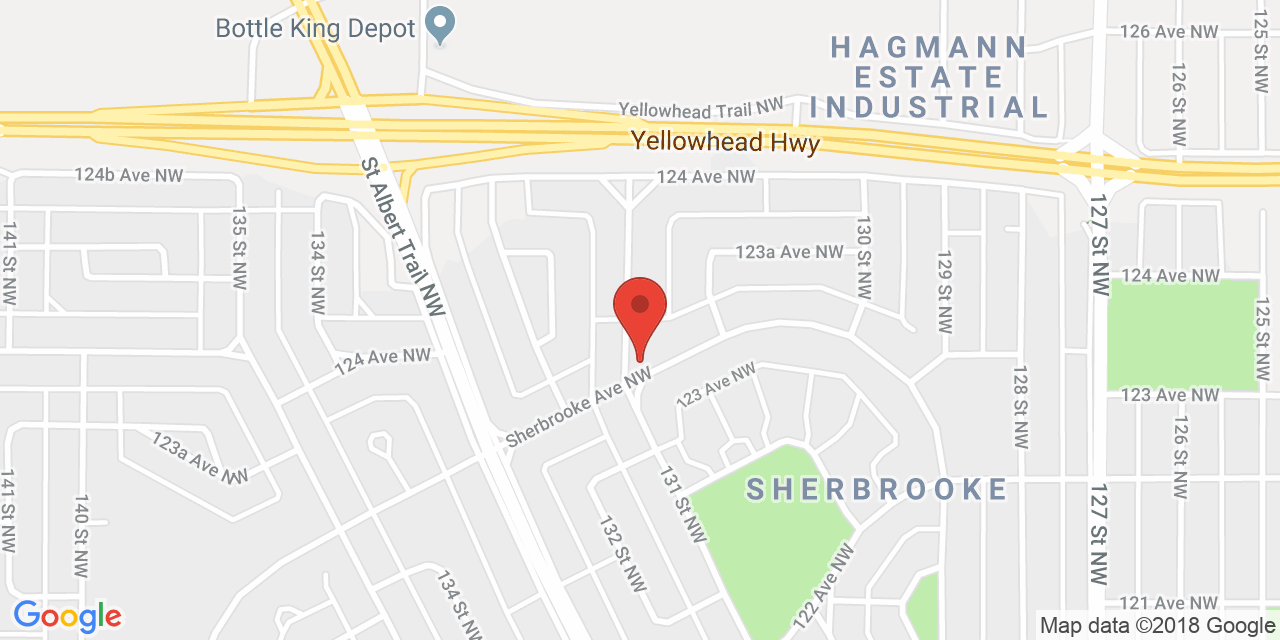 Bottle King Depot
HAGMANN
ESTATE
INDUSTRIAL
126 Ave NW
125 St NW
126 St NW
Yellowhead Trail NW
Yellowhead Hwy
124b Ave NW
124 Ave NW
St Albert Trail NW
127 St NW
141 St NW
135 St NW
134 St NW
123a Ave NW
130 St NW
129 St NW
124 Ave NW
125 St NW
124 Ave NW
128 St NW
123 Ave NW
123 Ave NW
Sherbrooke Ave NW
123a Ave NW
126 St NW
141 St NW
140 St NW
131 St NW
SHERBROOKE
127 St NW
132 St NW
134 St NW
122 Ave NW
121 Ave NW
Google
Map data ©2018 Google